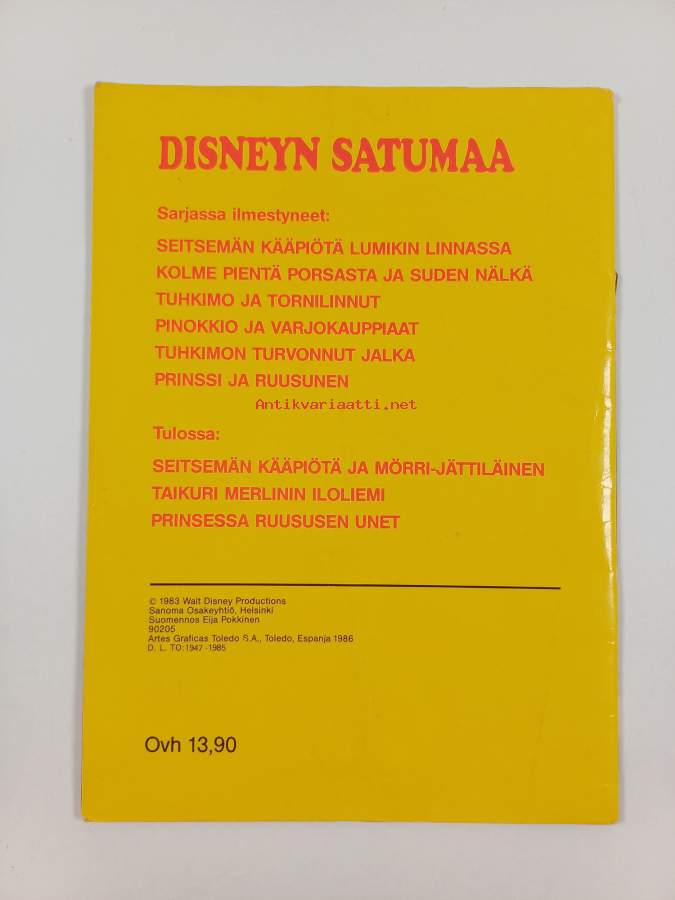 DISNEYN SATUMAA
Sarjassa ilmestyneet:
SEITSEMÄN KÄÄPIÖTÄ LUMIKIN LINNASSA
KOLME PIENTÄ PORSASTA JA SUDEN NÄLKÄ
TUHKIMO JA TORNILINNUT
PINOKKIO JA VARJOKAUPPIAAT
TUHKIMON TURVONNUT JALKA
PRINSSI JA RUUSUNEN
Antikvariaatti.net
Tulossa:
SEITSEMÄN KÄÄPIÖTÄ JA MÖRRI-JÄTTILÄINEN
TAIKURI MERLININ ILOLIEMI
PRINSESSA RUUSUSEN UNET
© 1983 Walt Disney Productions
Sanoma Osakeyhtiö, Helsinki
Suomennos Eija Pokkinen
90205
Artes Graficas Toledo S.A., Toledo, Espanja 1986
D. L. TO: 1947 -1985
Ovh 13,90